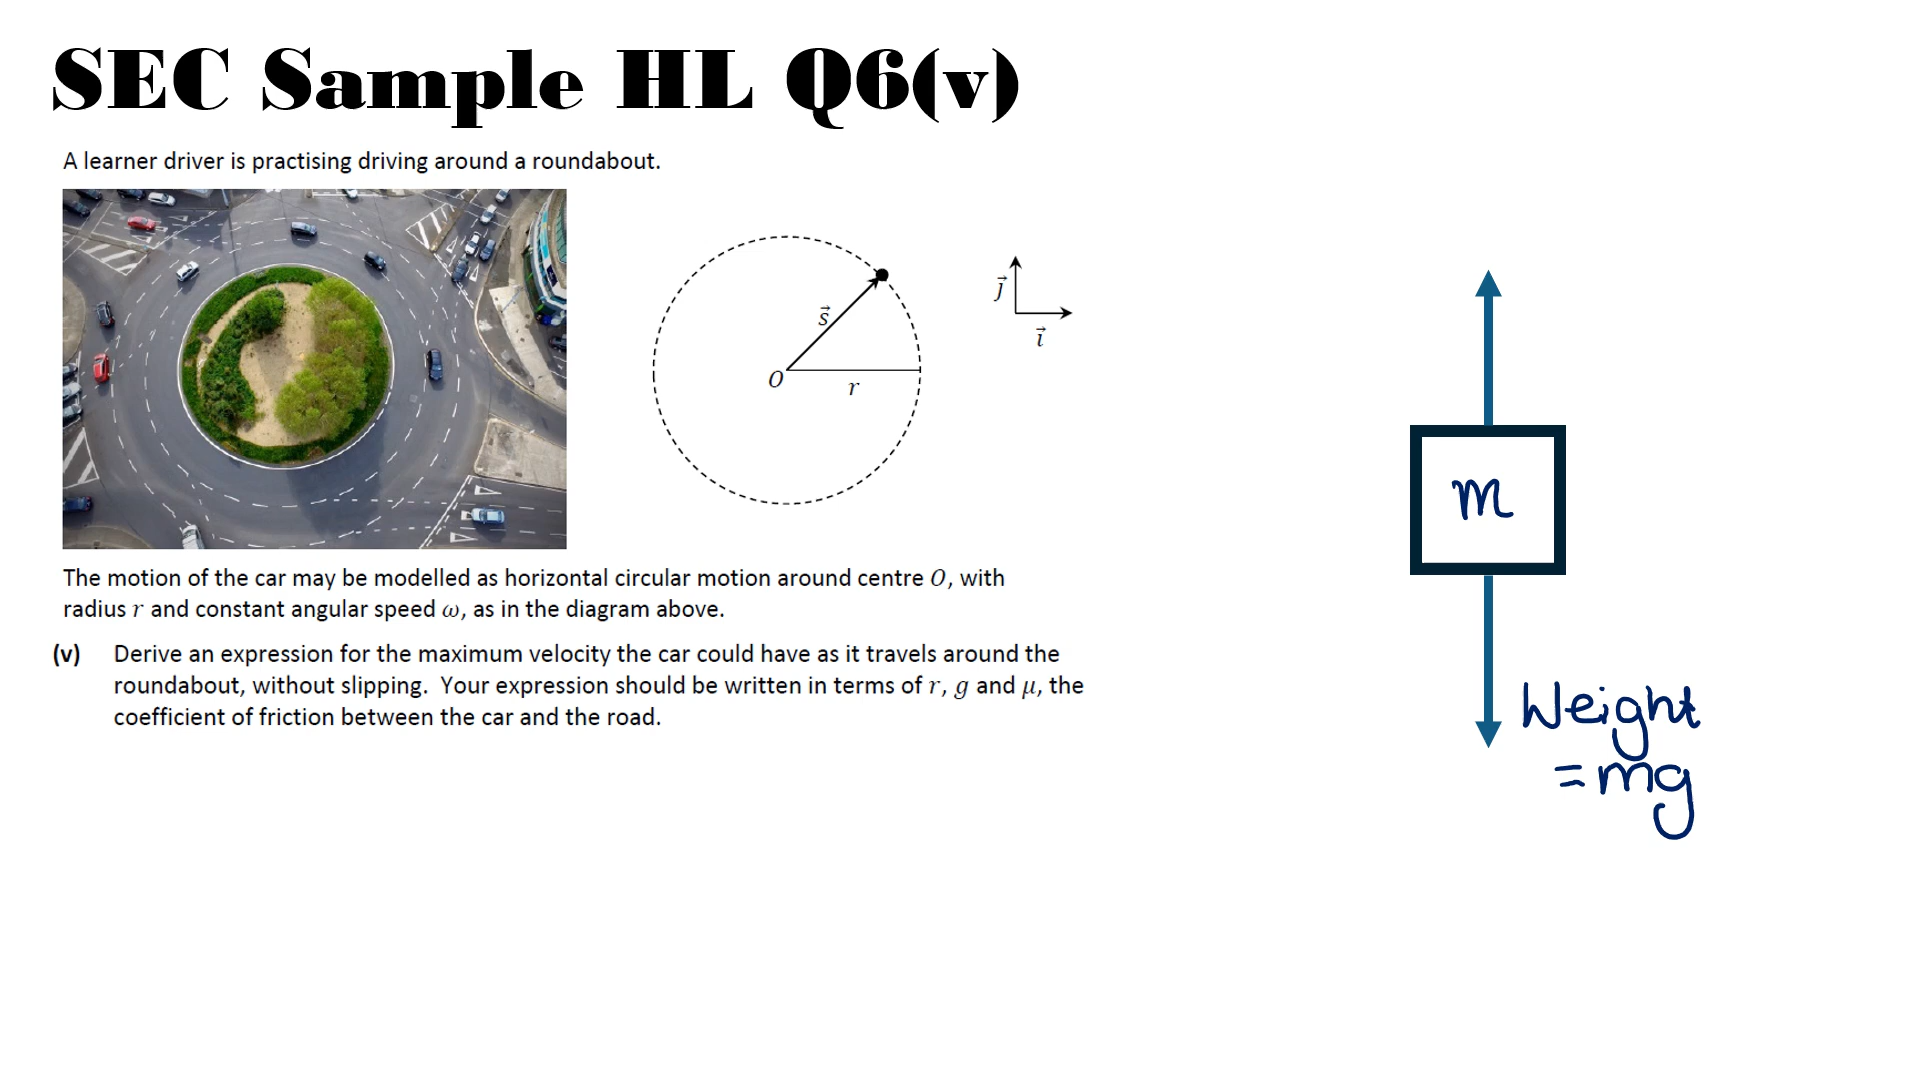 SEC Sample HL Q6(v)
A learner driver is practising driving around a roundabout.
s⃗
O
r
j⃗
i⃗
The motion of the car may be modelled as horizontal circular motion around centre O, with
radius r and constant angular speed ω, as in the diagram above.
(v) Derive an expression for the maximum velocity the car could have as it travels around the
roundabout, without slipping. Your expression should be written in terms of r, g and μ, the
coefficient of friction between the car and the road.
m
Weight
=mg